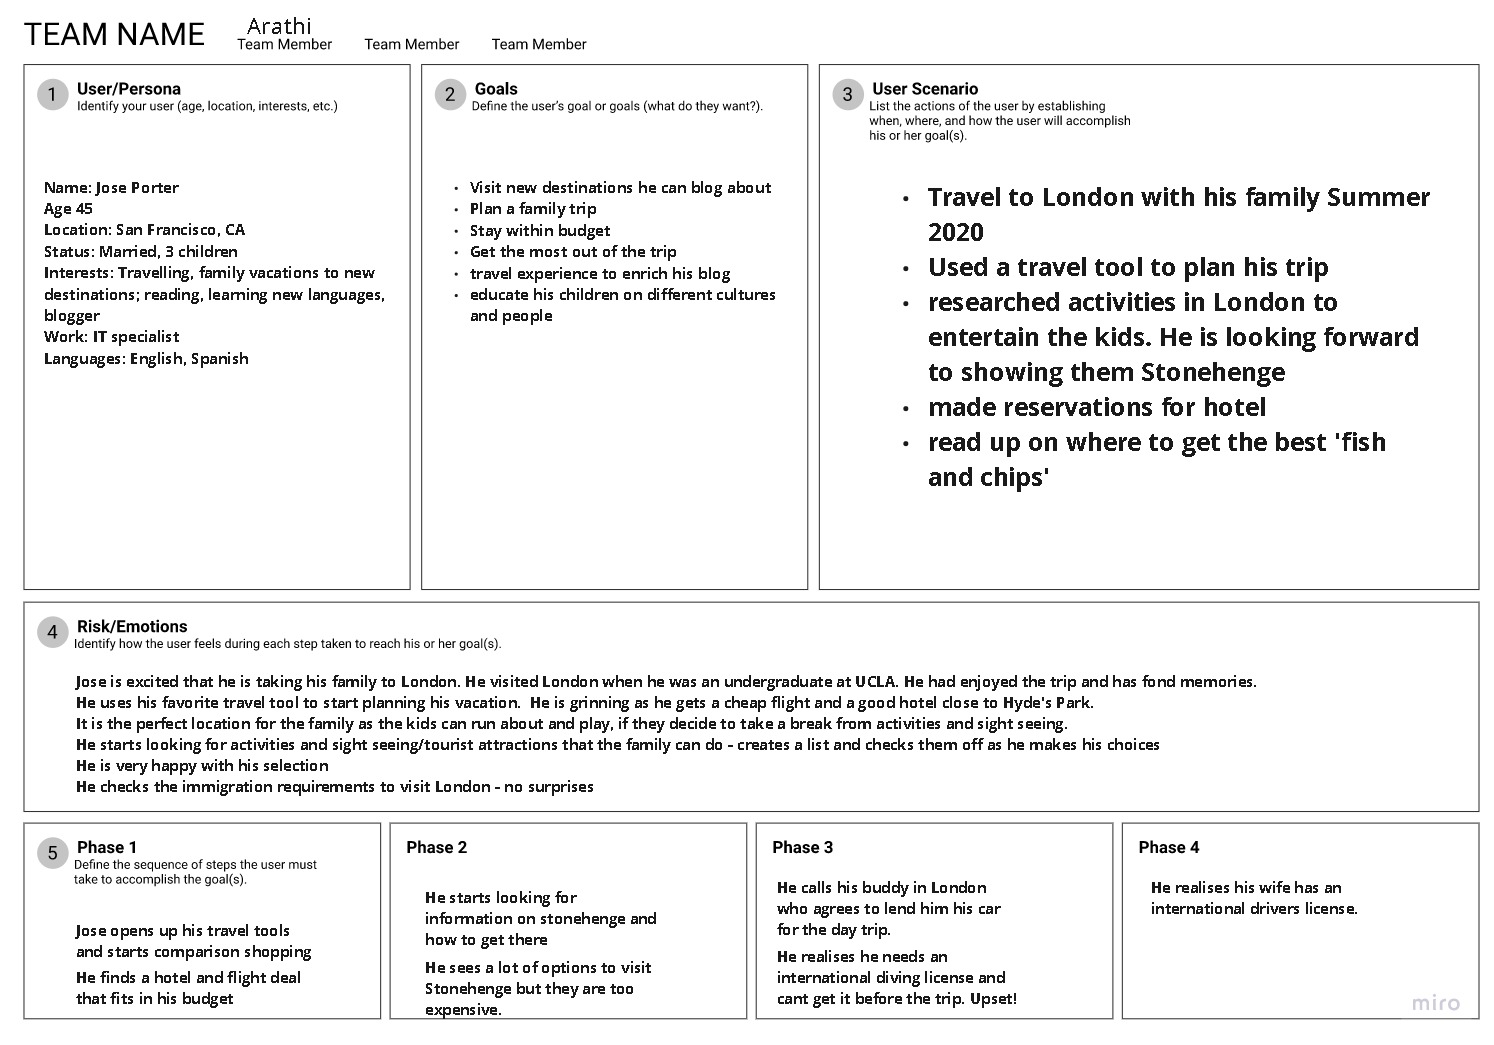 TEAM NAME
Arathi
Team Member Team Member Team Member
1 User/Persona
Identify your user (age, location, interests, etc.)
Name: Jose Porter
Age 45
Location: San Francisco, CA
Status: Married, 3 children
Interests: Travelling, family vacations to new
destinations; reading, learning new languages,
blogger
Work: IT specialist
Languages: English, Spanish
2 Goals
Define the user's goal or goals (what do they want?).
• Visit new destinations he can blog about
• Plan a family trip
• Stay within budget
• Get the most out of the trip
• travel experience to enrich his blog
• educate his children on different cultures
and people
3 User Scenario
List the actions of the user by establishing
when, where, and how the user will accomplish
his or her goal(s).
• Travel to London with his family Summer
2020
• Used a travel tool to plan his trip
• researched activities in London to
entertain the kids. He is looking forward
to showing them Stonehenge
• made reservations for hotel
• read up on where to get the best 'fish
and chips'
4 Risk/Emotions
Identify how the user feels during each step taken to reach his or her goal(s).
Jose is excited that he is taking his family to London. He visited London when he was an undergraduate at UCLA. He had enjoyed the trip and has fond memories.
He uses his favorite travel tool to start planning his vacation. He is grinning as he gets a cheap flight and a good hotel close to Hyde's Park.
It is the perfect location for the family as the kids can run about and play, if they decide to take a break from activities and sight seeing.
He starts looking for activities and sight seeing/tourist attractions that the family can do - creates a list and checks them off as he makes his choices
He is very happy with his selection
He checks the immigration requirements to visit London - no surprises
5 Phase 1
Define the sequence of steps the user must
take to accomplish the goal(s).
Jose opens up his travel tools
and starts comparison shopping
He finds a hotel and flight deal
that fits in his budget
Phase 2
He starts looking for
information on stonehenge and
how to get there
He sees a lot of options to visit
Stonehenge but they are too
expensive.
Phase 3
He calls his buddy in London
who agrees to lend him his car
for the day trip.
He realises he needs an
international diving license and
cant get it before the trip. Upset!
Phase 4
He realises his wife has an
international drivers license.
miro